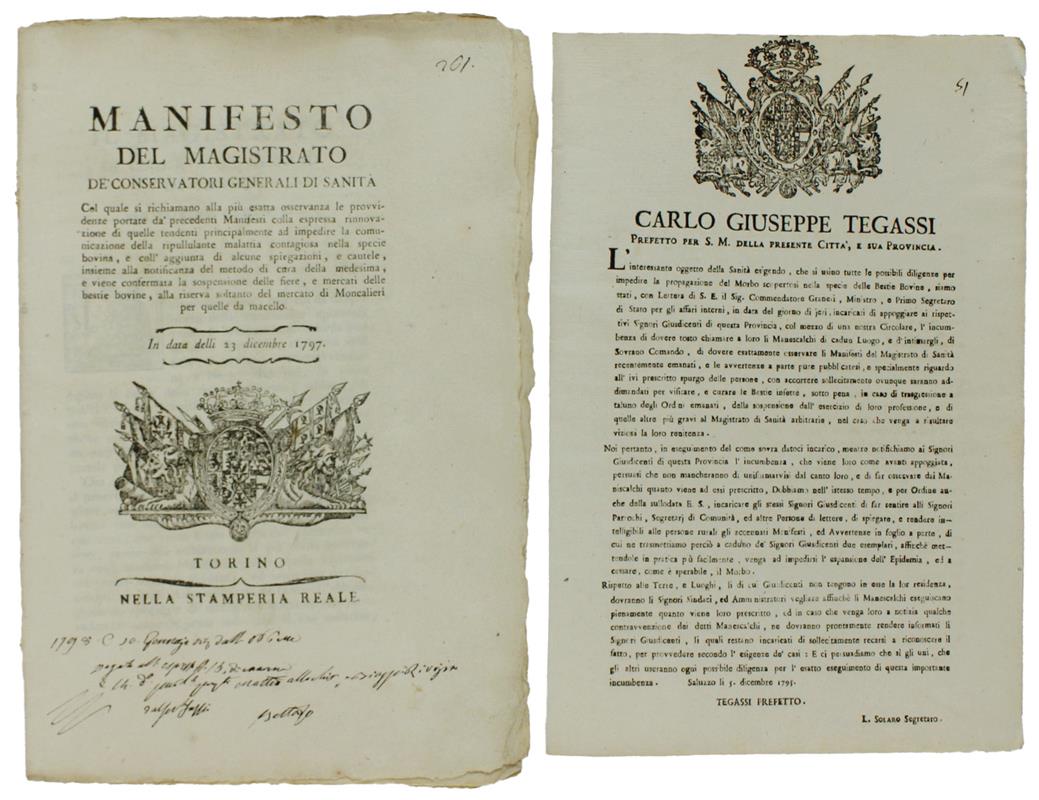 261.
MANIFESTO
DEL MAGISTRATO
DE'CONSERVATORI GENERALI DI SANITÀ
Col quale si richiamano alla più esatta osservanza le provvi-
denze portate da' precedenti Manifesti colla espressa rinnova-
zione di quelle tendenti principalmente ad impedire la comu-
nicazione della ripullulante malattia contagiosa nella specie
bovina, e coll' aggiunta di alcune spiegazioni, e cautele,
insieme alla notificanza del metodo di cura della medesima,
e viene confermata la sospensione delle fiere, e mercati delle
bestie bovine, alla riserva soltanto del mercato di Moncalieri
per quelle da macello.
In data delli 23 dicembre 1797.
TORINO
NELLA STAMPERIA REALE.
1798
51
CARLO GIUSEPPE TEGASSI
PREFETTO PER S. M. DELLA PRESENTE CITTA', E SUA PROVINCIA.
L'interessante oggetto della Sanità esigendo, che si usino tutte le possibili diligenze per
impedire la propagazione del Morbo scopertosi nella specie delle Bestie Bovine, siamo
stati, con Lettera di S. E. il Sig. Commendatore Graneri, Ministro, e Primo Segretaro
di Stato per gli affari interni, in data del giorno di jeri, incaricati di appoggiare ai rispet-
tivi Signori Giusdicenti di questa Provincia, col mezzo di una nostra Circolare, l' incum-
benza di dovere tosto chiamare a loro li Maneschalchi di cadun Luogo, e d'intimargli, di
Sovrano Comando, di dovere esattamente osservare li Manifesti del Magistrato di Sanità
recentemente emanati, e le avvertenze a parte pure pubblicatesi, e specialmente riguardo
all' ivi prescritto spurgo delle persone, con accorrere sollecitamente ovunque saranno ad-
dimandati per visitare, e curare le Bestie infette, sotto pena, in caso di trasgressione a
taluno degli Ordini emanati, della sospensione dall' esercizio di loro professione, e di
quelle altre più gravi al Magistrato di Sanità arbitrarie, nel caso che venga a risultare
viziosa la loro renitenza.
Noi pertanto, in eseguimento del come sovra datoci incarico, mentre notifichiamo ai Signori
Giusdicenti di questa Provincia l' incumbenza, che viene loro come avanti appoggiata,
persuasi che non mancheranno di uniformarvisi dal canto loro, e di far osservare dai Ma-
niscalchi quanto viene ad essi prescritto, Dobbiamo nell' istesso tempo, e per Ordine an-
che della sullodata E. S., incaricare gli stessi Signori Giusdicenti di far sentire alli Signori
Parrochi, Segretarj di Comunità, ed altre Persone di lettere, di spiegare, e rendere in-
telligibili alle persone rurali gli accennati Manifesti, ed Avvertenze in foglio a parte, di
cui ne trasmettiamo perciò a caduno de' Signori Giusdicenti due esemplari, affinchè met-
tendole in pratica più facilmente, venga ad impedirsi l' espansione dell' Epidemia, ed a
cessare, come è sperabile, il Morbo.
Rispetto alle Terre, e Luoghi, li di cui Giusdicenti non tengono in esse la lor residenza,
dovranno li Signori Sindaci, ed Amministratori vegliare affinchè li Maniscalchi eseguiscano
pienamente quanto viene loro prescritto, ed in caso che venga loro a notizia qualche
contravvenzione dei detti Manescalchi, ne dovranno prontamente rendere informati li
Signori Giusdicenti, li quali restano incaricati di sollecitamente recarsi a riconoscere il
fatto, per provvedere secondo l' esigenze de' casi: E ci persuadiamo che sì gli uni, che
gli altri useranno ogni possibile diligenza per l' esatto eseguimento di questa importante
incumbenza. Saluzzo li 5. dicembre 1795.
TEGASSI PREFETTO.
L. SOLARO Segretaro.